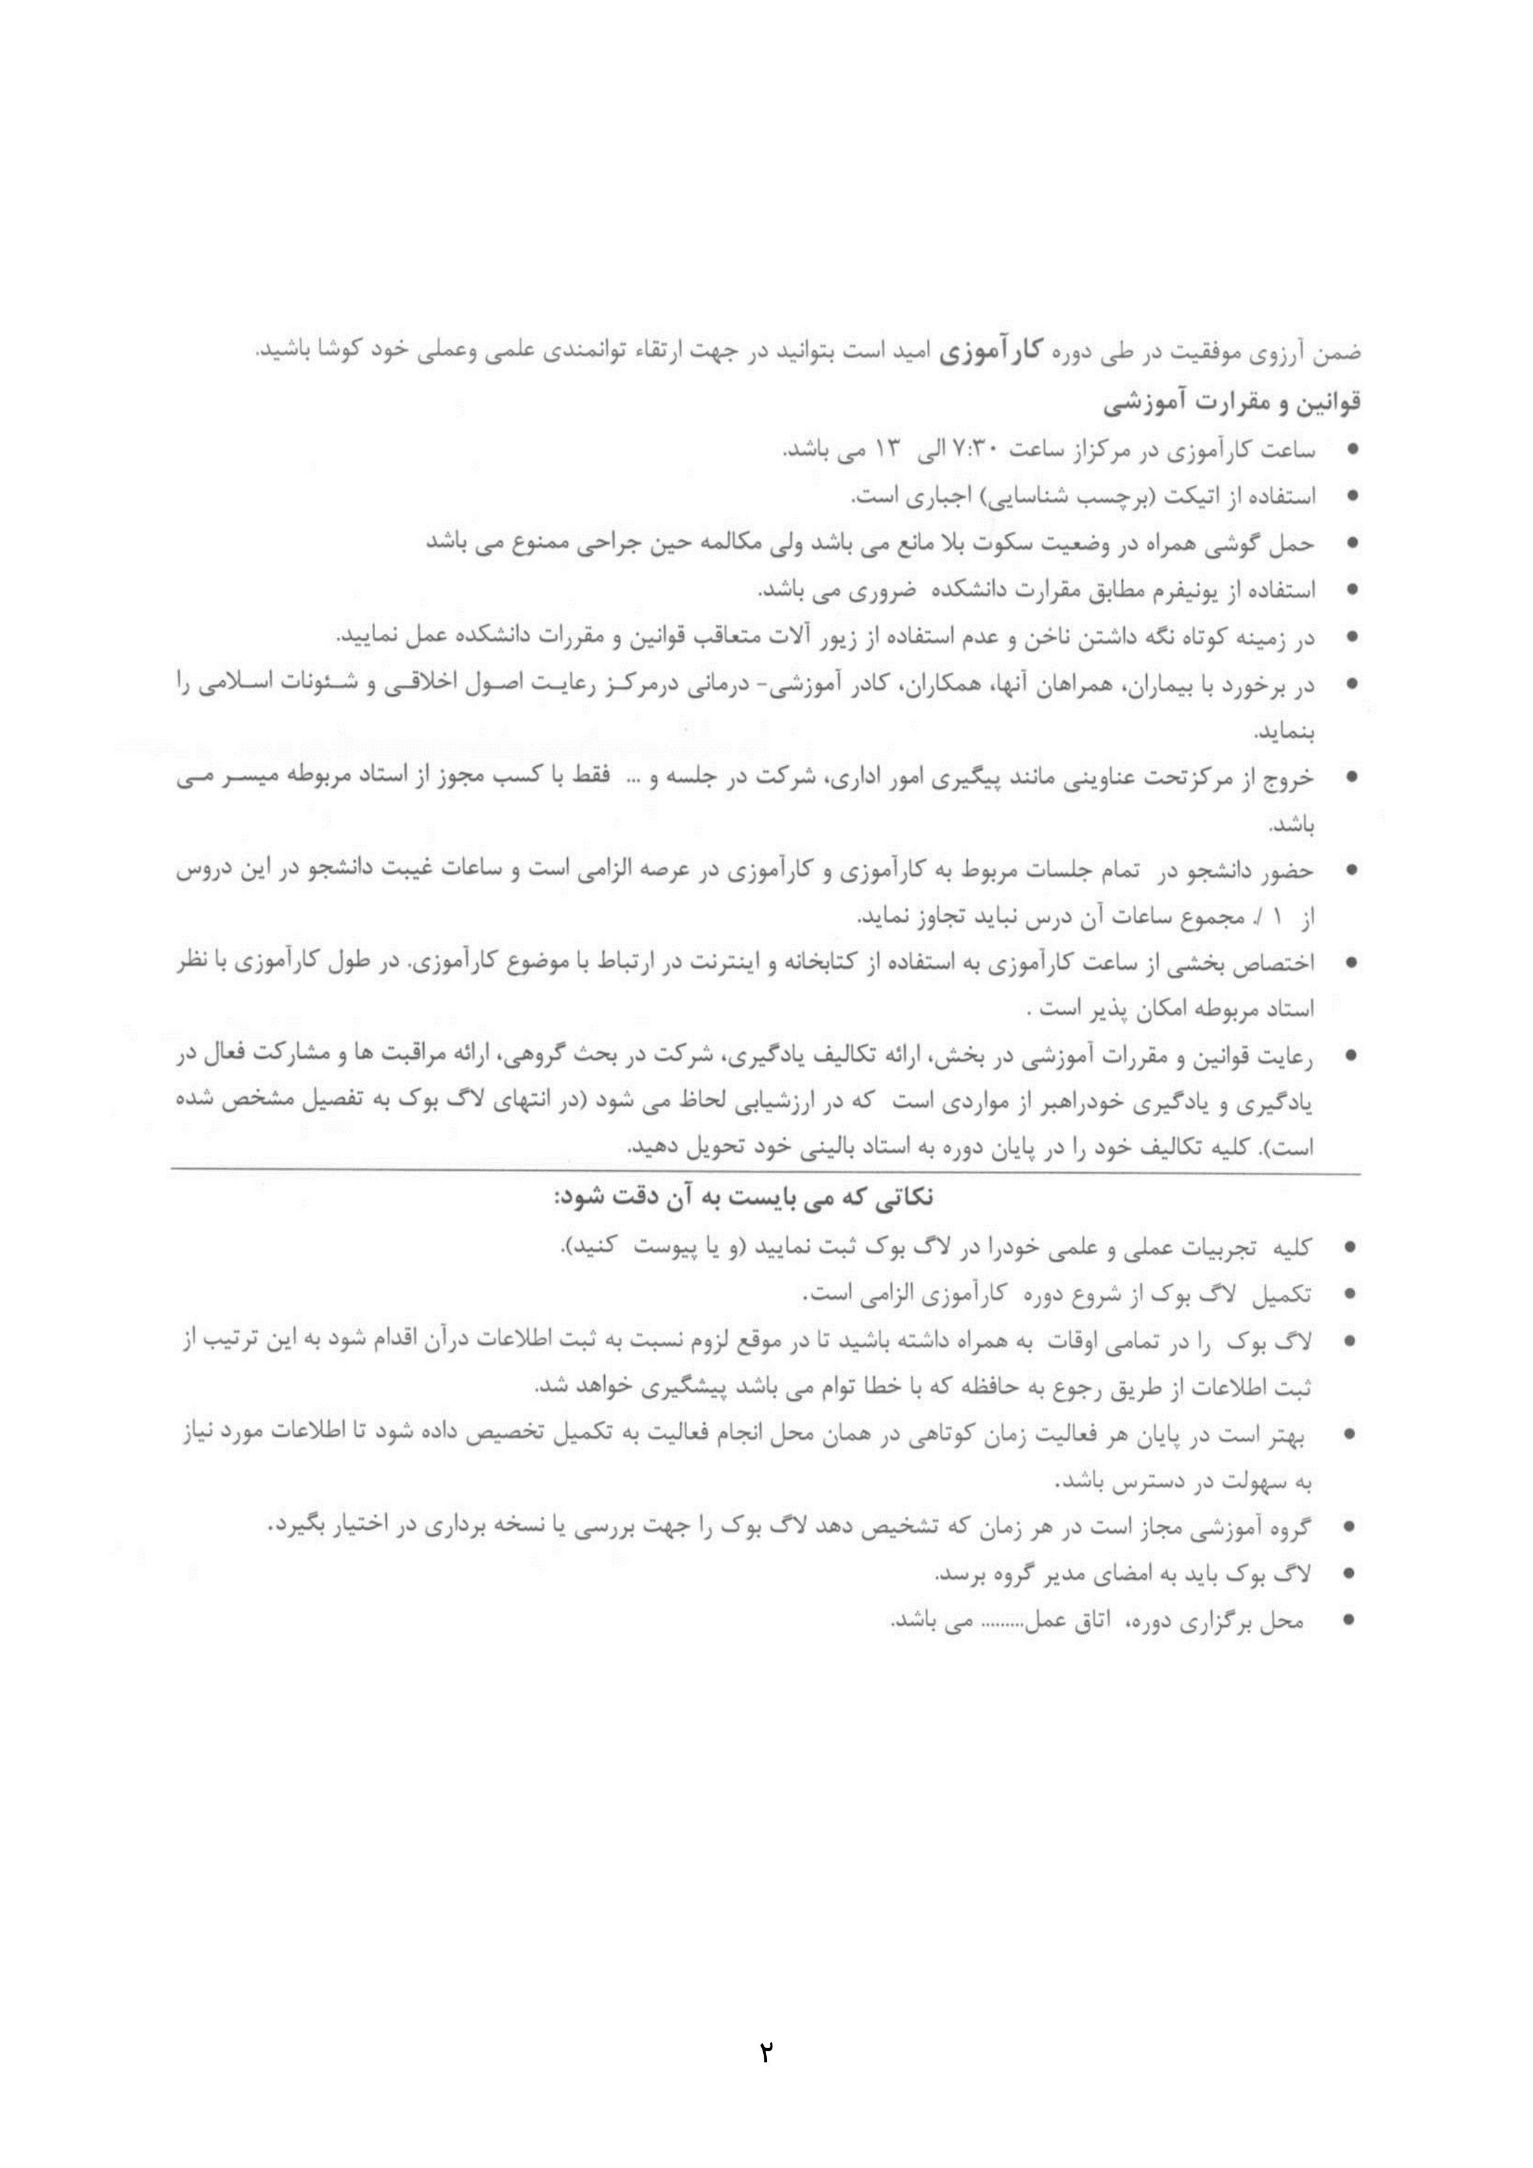 ضمن آرزوی موفقیت در طی دوره کارآموزی امید است بتوانید در جهت ارتقاء توانمندی علمی وعملی خود کوشا باشید.
قوانین و مقرارت آموزشی
• ساعت کارآموزی در مرکزاز ساعت ۷:۳۰ الی ۱۳ می باشد.
• استفاده از اتیکت (برچسب شناسایی) اجباری است.
• حمل گوشی همراه در وضعیت سکوت بلا مانع می باشد ولی مکالمه حین جراحی ممنوع می باشد
• استفاده از یونیفرم مطابق مقرارت دانشکده ضروری می باشد.
• در زمینه کوتاه نگه داشتن ناخن و عدم استفاده از زیور آلات متعاقب قوانین و مقررات دانشکده عمل نمایید.
• در برخورد با بیماران، همراهان آنها، همکاران، کادر آموزشی- درمانی درمرکـز رعایـت اصـول اخلاقـی و شـئونات اسـلامی را
بنماید.
• خروج از مرکزتحت عناوینی مانند پیگیری امور اداری، شرکت در جلسه و ... فقط با کسب مجوز از استاد مربوطه میسـر مـی
باشد.
• حضور دانشجو در تمام جلسات مربوط به کارآموزی و کارآموزی در عرصه الزامی است و ساعات غیبت دانشجو در این دروس
از ۱ /. مجموع ساعات آن درس نباید تجاوز نماید.
• اختصاص بخشی از ساعت کارآموزی به استفاده از کتابخانه و اینترنت در ارتباط با موضوع کارآموزی. در طول کارآموزی با نظر
استاد مربوطه امکان پذیر است .
• رعایت قوانین و مقررات آموزشی در بخش، ارائه تکالیف یادگیری، شرکت در بحث گروهی، ارائه مراقبت ها و مشارکت فعال در
یادگیری و یادگیری خودراهبر از مواردی است که در ارزشیابی لحاظ می شود (در انتهای لاگ بوک به تفصیل مشخص شده
است). کلیه تکالیف خود را در پایان دوره به استاد بالینی خود تحویل دهید.
نکاتی که می بایست به آن دقت شود:
• کلیه تجربیات عملی و علمی خودرا در لاگ بوک ثبت نمایید (و یا پیوست کنید).
• تکمیل لاگ بوک از شروع دوره کارآموزی الزامی است.
• لاگ بوک را در تمامی اوقات به همراه داشته باشید تا در موقع لزوم نسبت به ثبت اطلاعات درآن اقدام شود به این ترتیب از
ثبت اطلاعات از طریق رجوع به حافظه که با خطا توام می باشد پیشگیری خواهد شد.
• بهتر است در پایان هر فعالیت زمان کوتاهی در همان محل انجام فعالیت به تکمیل تخصیص داده شود تا اطلاعات مورد نیاز
به سهولت در دسترس باشد.
• گروه آموزشی مجاز است در هر زمان که تشخیص دهد لاگ بوک را جهت بررسی یا نسخه برداری در اختیار بگیرد.
• لاگ بوک باید به امضای مدیر گروه برسد.
• محل برگزاری دوره، اتاق عمل......... می باشد.
۲